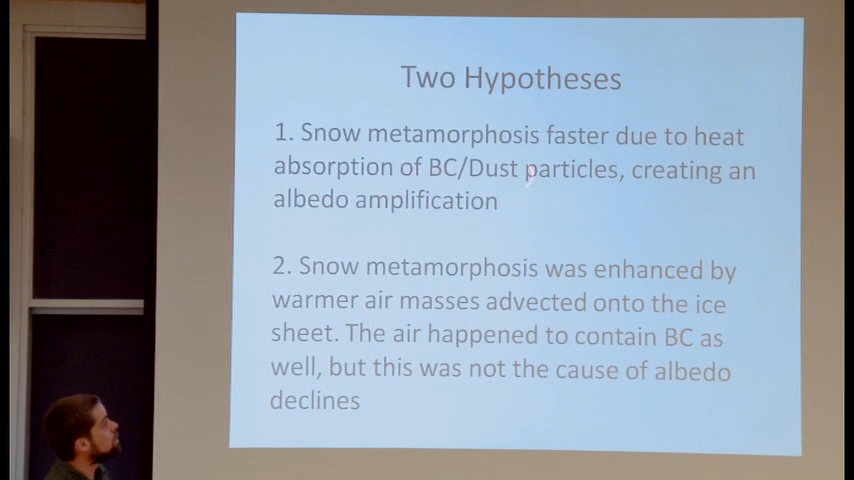 Two Hypotheses
1. Snow metamorphosis faster due to heat
absorption of BC/Dust particles, creating an
albedo amplification
2. Snow metamorphosis was enhanced by
warmer air masses advected onto the ice
sheet. The air happened to contain BC as
well, but this was not the cause of albedo
declines